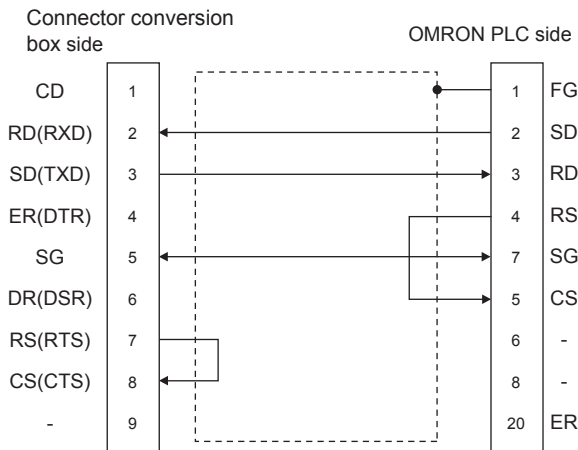 Connector conversion
box side
OMRON PLC side
CD 1 1 FG
RD(RXD) 2 2 SD
SD(TXD) 3 3 RD
ER(DTR) 4 4 RS
SG 5 7 SG
DR(DSR) 6 5 CS
RS(RTS) 7 6 -
CS(CTS) 8 8 -
- 9 20 ER